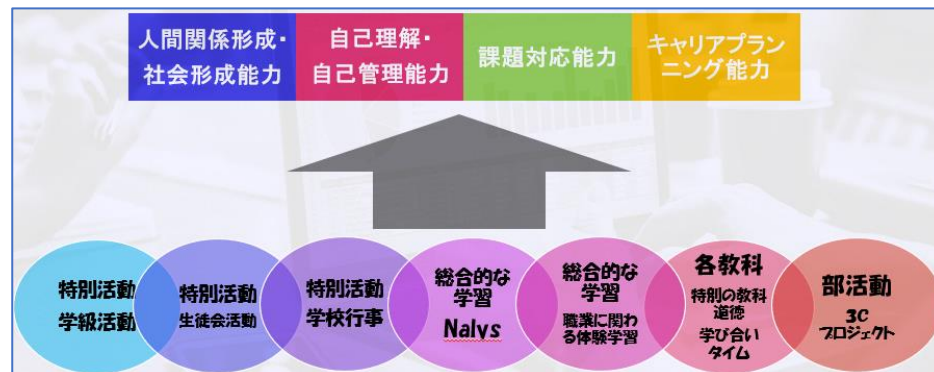 人間関係形成・
社会形成能力
自己理解・
自己管理能力
課題対応能力
キャリアプラン
ニング能力
特別活動
学級活動
特別活動
生徒会活動
特別活動
学校行事
総合的な
学習
Nalvs
総合的な
学習
職業に関わ
る体験学習
各教科
特別の教科
道徳
学び合い
タイム
部活動
3C
プロジェクト